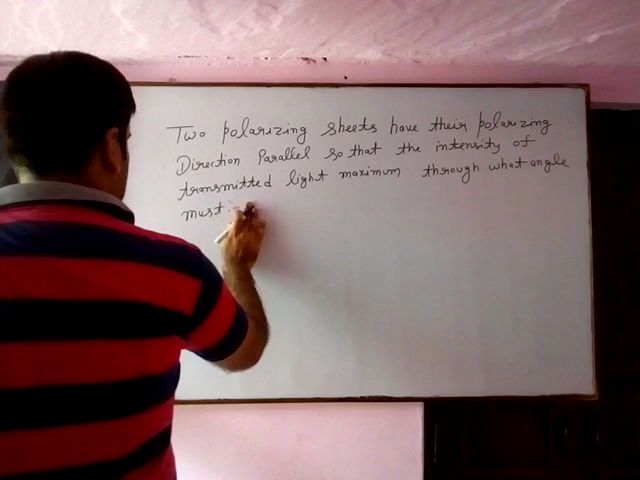 Two polarizing sheets have their polarizing
Direction Parallel so that the intensity of
transmitted light maximum through what angle
must